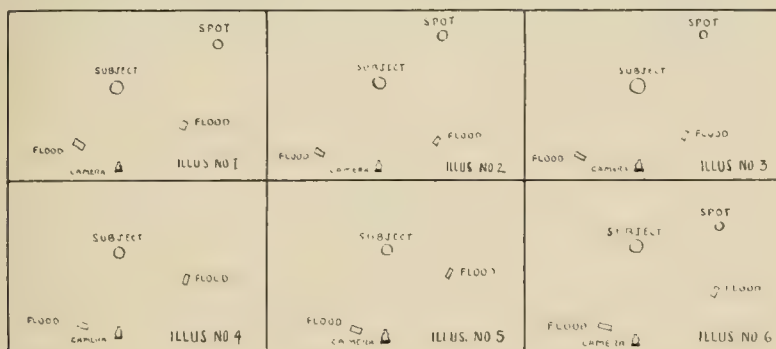 SPOT
SUBJECT
FLOOD
FLOOD
CAMERA
ILLUS NO 1
SPOT
SUBJECT
FLOOD
FLOOD
CAMERA
ILLUS NO 2
SPOT
SUBJECT
FLOOD
FLOOD
CAMERA
ILLUS NO 3
SUBJECT
FLOOD
FLOOD
CAMERA
ILLUS NO 4
SUBJECT
FLOOD
FLOOD
CAMERA
ILLUS. NO 5
SPOT
SUBJECT
FLOOD
FLOOD
CAMERA
ILLUS NO 6